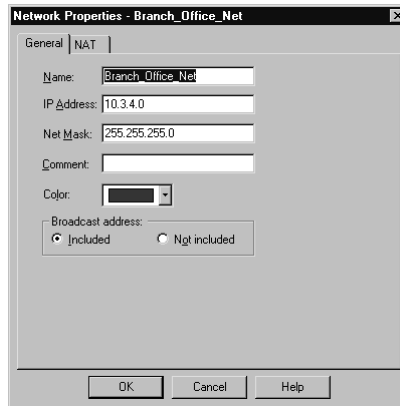 Network Properties - Branch_Office_Net
General NAT
Name: Branch_Office_Net
IP Address: 10.3.4.0
Net Mask: 255.255.255.0
Comment:
Color:
Broadcast address:
Included Not included
OK Cancel Help